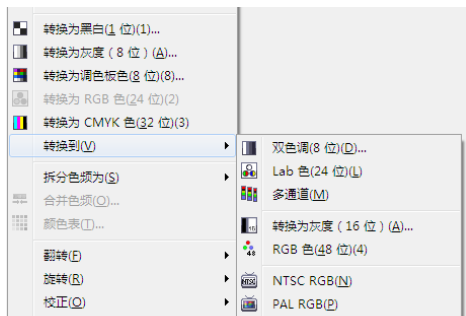 转换为黑白(1 位)(1)...
转换为灰度(8 位)(A)...
转换为调色板色(8 位)(8)...
转换为 RGB 色(24 位)(2)
转换为 CMYK 色(32 位)(3)
转换到(V)
拆分色频为(S)
合并色频(O)...
颜色表(T)...
翻转(F)
旋转(R)
校正(O)
双色调(8 位)(D)...
Lab 色(24 位)(L)
多通道(M)
转换为灰度(16 位)(A)...
RGB 色(48 位)(4)
NTSC RGB(N)
PAL RGB(P)